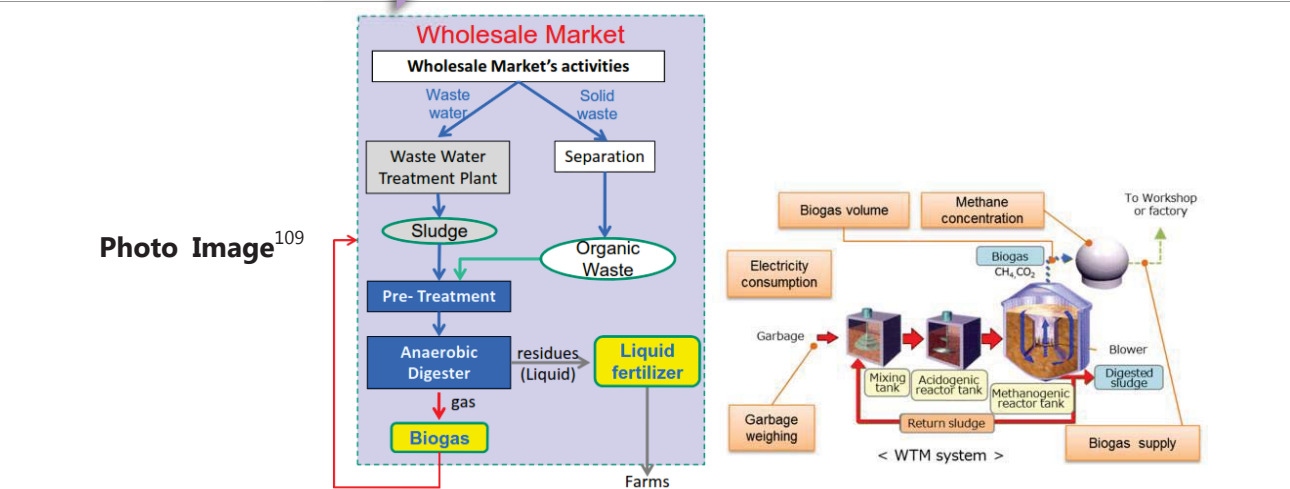 Photo Image109
Wholesale Market
Wholesale Market's activities
Waste
water
Solid
waste
Waste Water
Treatment Plant
Separation
Sludge
Organic
Waste
Pre- Treatment
Anaerobic
Digester
residues
(Liquid)
Liquid
fertilizer
gas
Biogas
Farms
Biogas volume
Methane
concentration
To Workshop
or factory
Electricity
consumption
Biogas
CH4,CO2
Garbage
Blower
Mixing
tank
Acidogenic
reactor tank
Methanogenic
reactor tank
Digested
sludge
Return sludge
Garbage
weighing
Biogas supply
< WTM system >